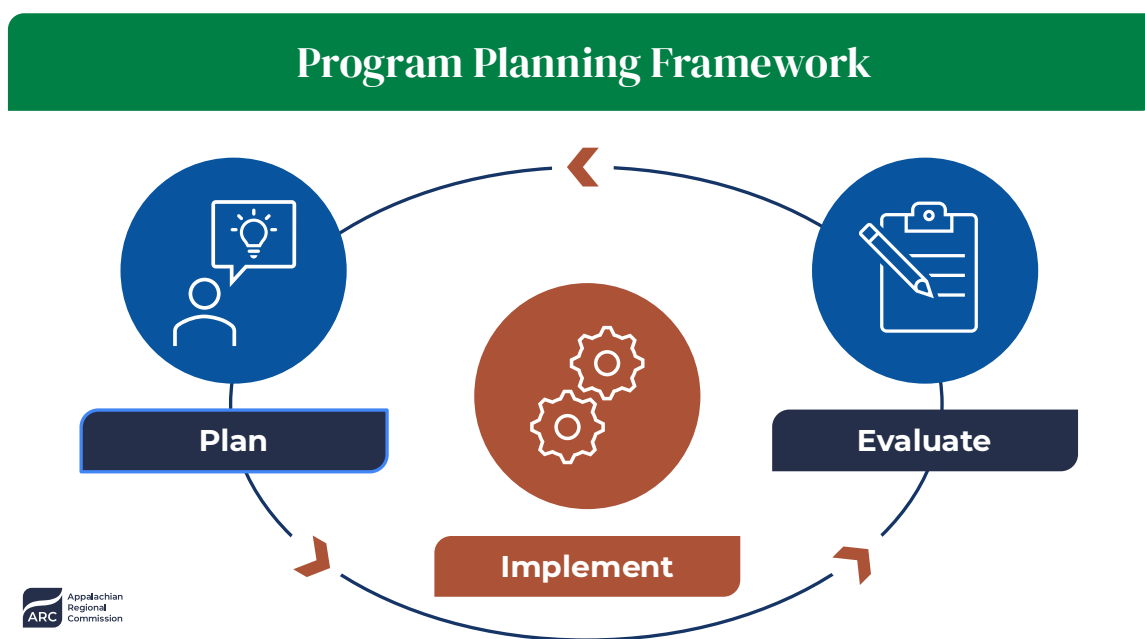 Program Planning Framework
Plan
Evaluate
Implement
ARC
Appalachian
Regional
Commission